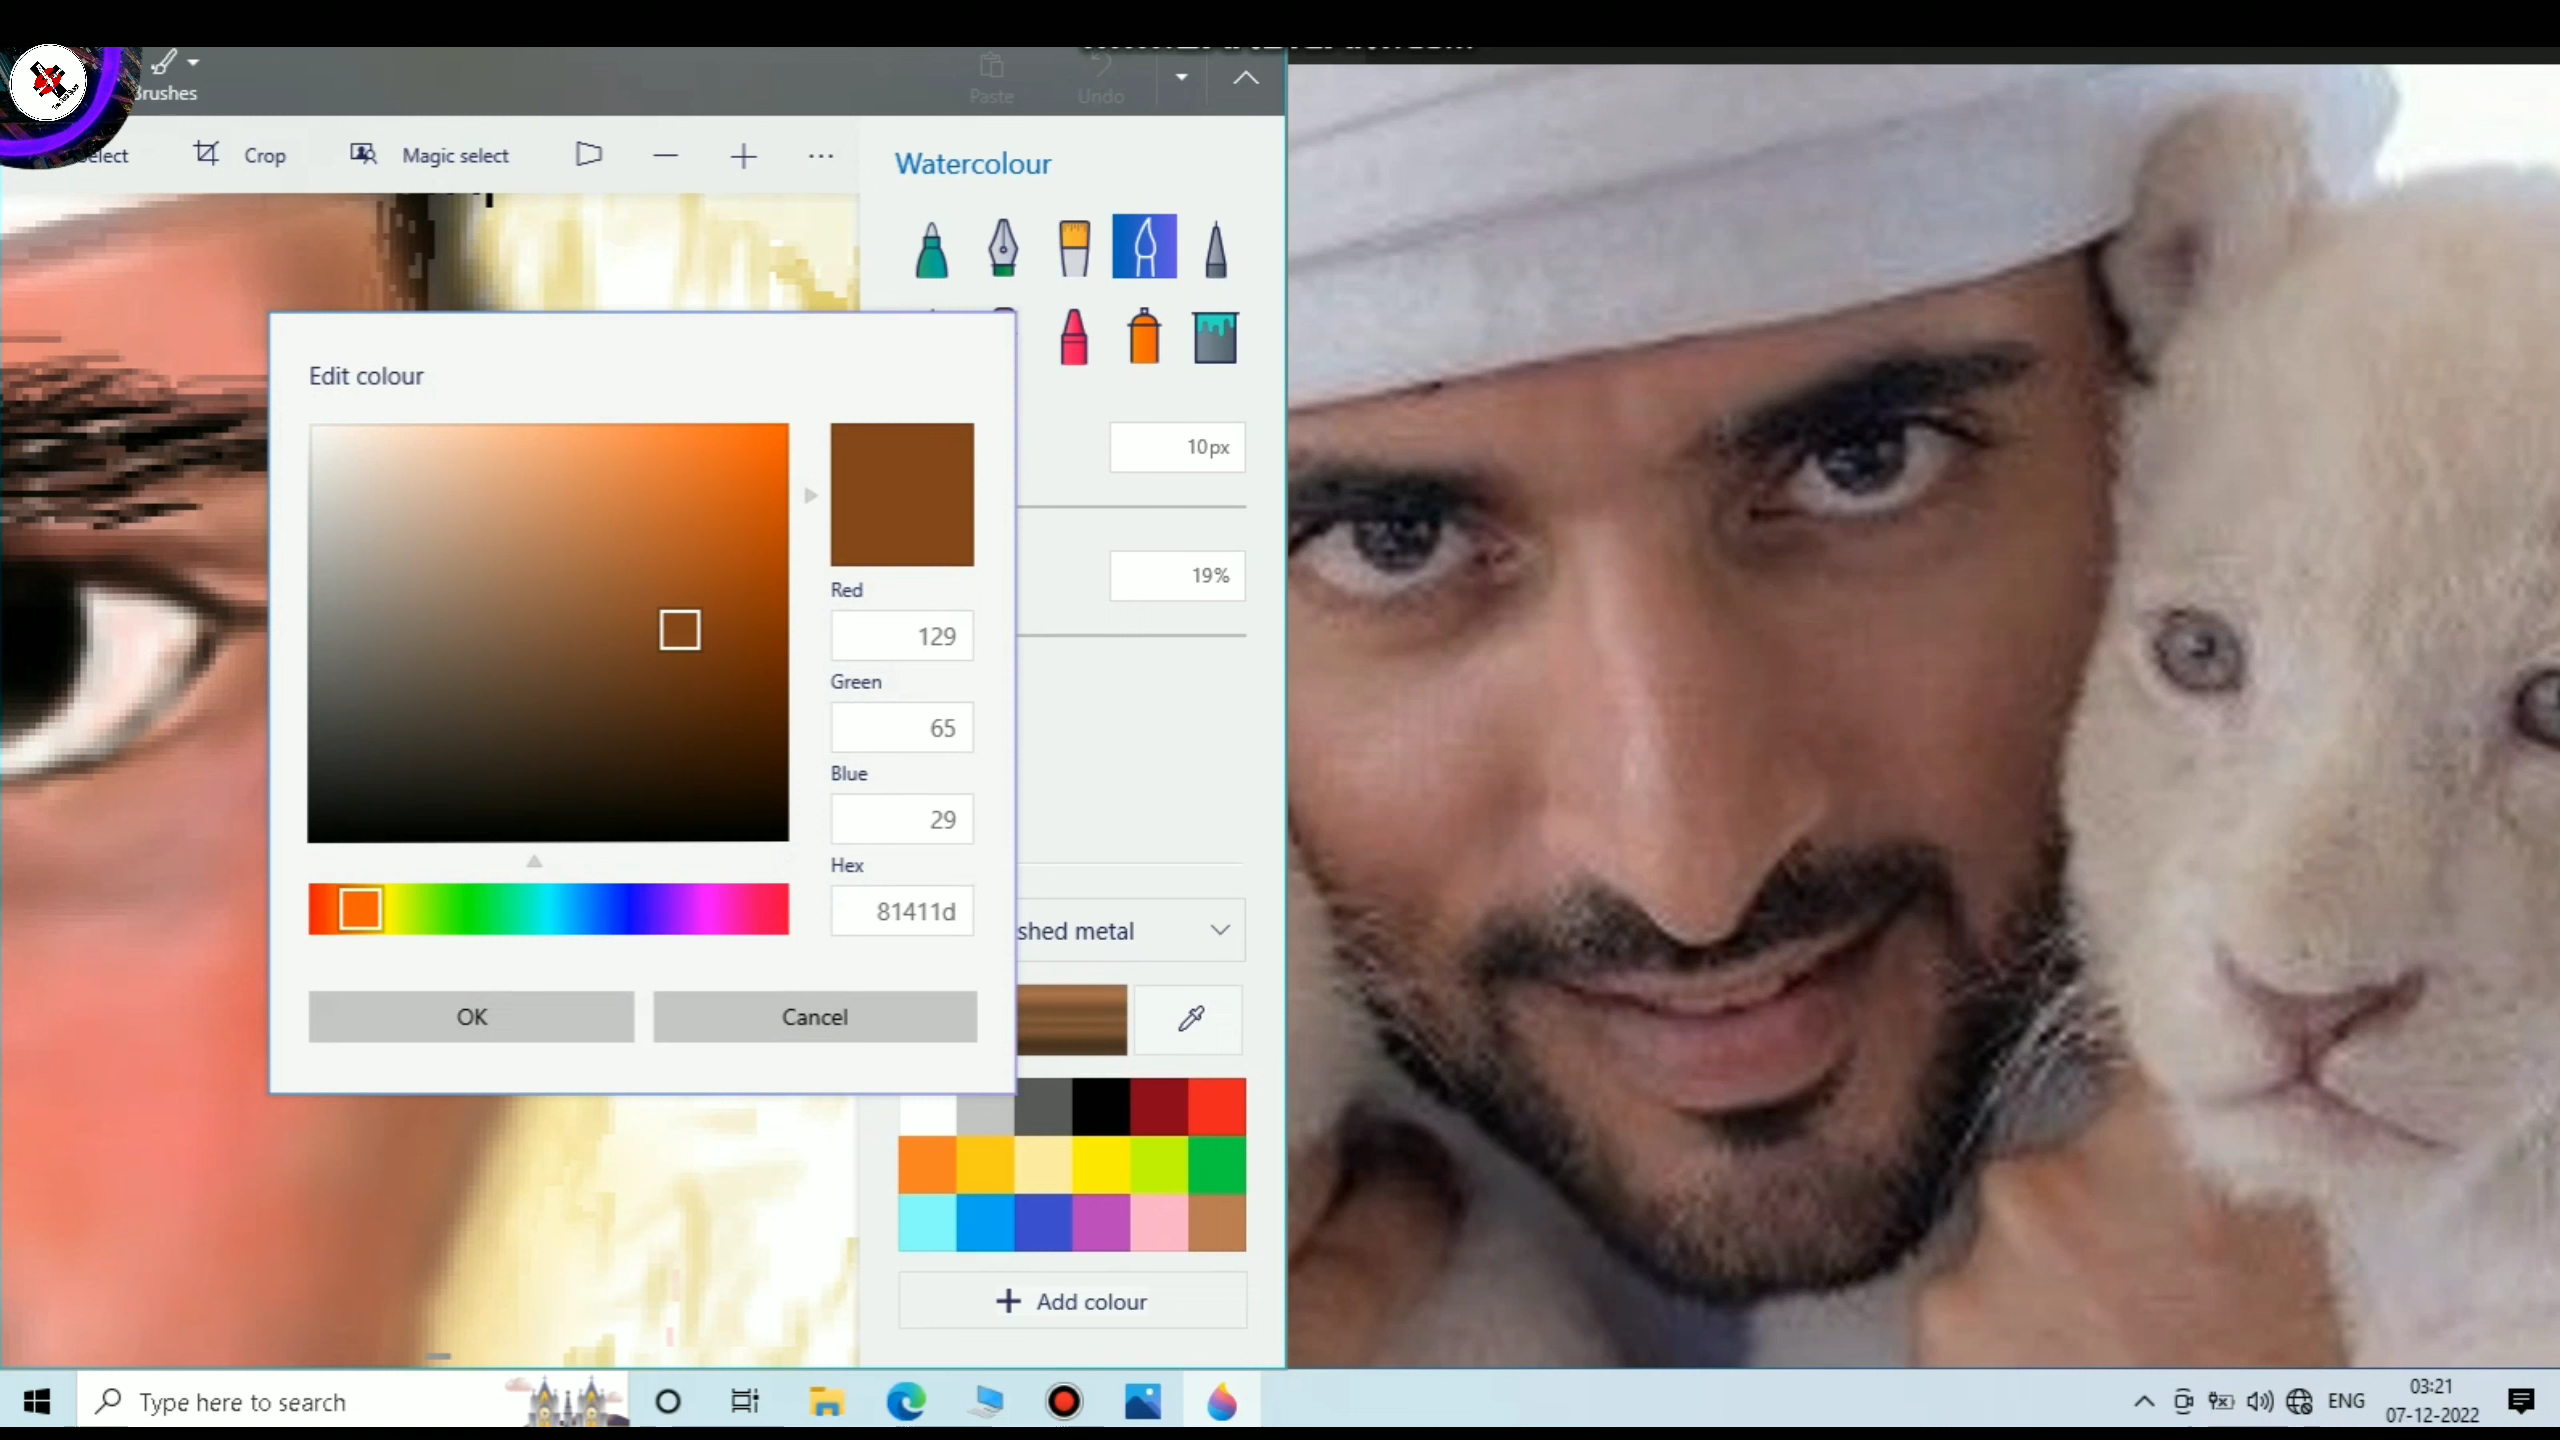 Brushes
Paste
Undo
Select
Crop
Magic select
Watercolour
Edit colour
10px
19%
Red
129
Green
65
Blue
29
Hex
81411d
shed metal
OK
Cancel
Add colour
Type here to search
ENG
03:21
07-12-2022